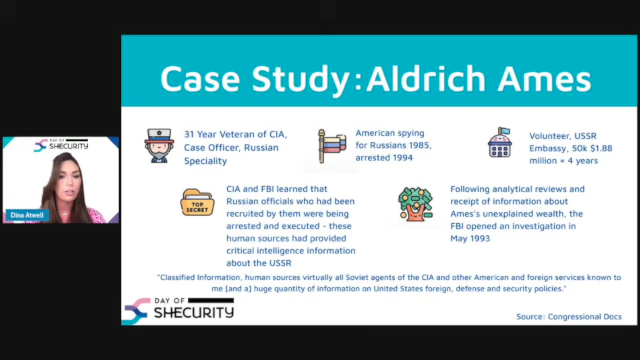 Case Study: Aldrich Ames
31 Year Veteran of CIA,
Case Officer, Russian
Speciality
American spying
for Russians 1985,
arrested 1994
Volunteer, USSR
Embassy, 50k $1.88
million = 4 years
TOP
SECRET
CIA and FBI learned that
Russian officials who had been
recruited by them were being
arrested and executed - these
human sources had provided
critical intelligence information
about the USSR
Following analytical reviews and
receipt of information about
Ames's unexplained wealth, the
FBI opened an investigation in
May 1993
"Classified Information, human sources virtually all Soviet agents of the CIA and other American and foreign services known to
me [and a] huge quantity of information on United States foreign, defense and security policies."
DAY OF
SHECURITY
Source: Congressional Docs
DAY OF
SHECURITY
Dina Atwell